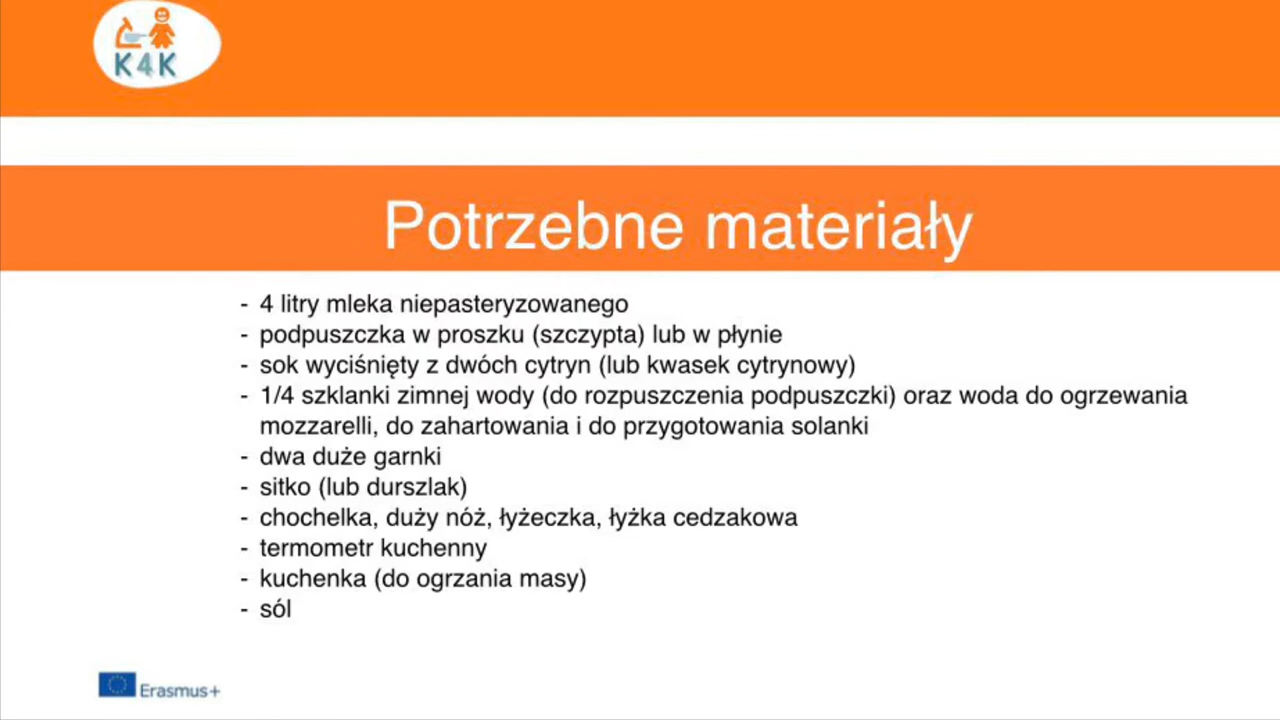 K4K
Potrzebne materiały
- 4 litry mleka niepasteryzowanego
- podpuszczka w proszku (szczypta) lub w płynie
- sok wyciśnięty z dwóch cytryn (lub kwasek cytrynowy)
- 1/4 szklanki zimnej wody (do rozpuszczenia podpuszczki) oraz woda do ogrzewania
mozzarelli, do zahartowania i do przygotowania solanki
- dwa duże garnki
- sitko (lub durszlak)
- chochelka, duży nóż, łyżeczka, łyżka cedzakowa
- termometr kuchenny
- kuchenka (do ogrzania masy)
- sól
Erasmus+